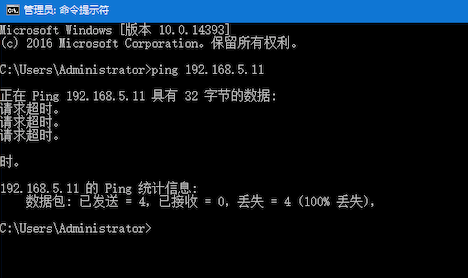 管理员: 命令提示符
Microsoft Windows [版本 10.0.14393]
(c) 2016 Microsoft Corporation。保留所有权利。
C:\Users\Administrator>ping 192.168.5.11
正在 Ping 192.168.5.11 具有 32 字节的数据:
请求超时。
请求超时。
请求超时。
时。
192.168.5.11 的 Ping 统计信息:
数据包: 已发送 = 4，已接收 = 0，丢失 = 4 (100% 丢失)，
C:\Users\Administrator>